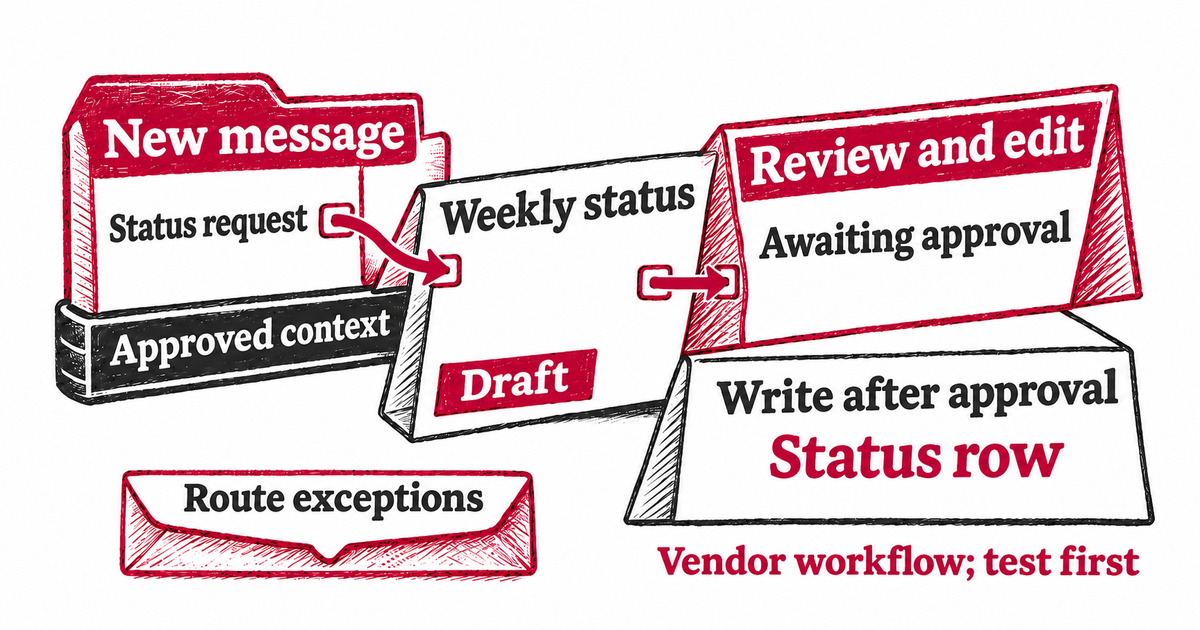 New message
Status request
Approved context
Weekly status
Draft
Review and edit
Awaiting approval
Write after approval
Status row
Route exceptions
Vendor workflow; test first